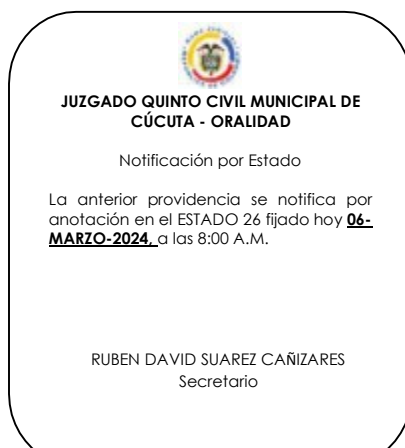 JUZGADO QUINTO CIVIL MUNICIPAL DE
CÚCUTA - ORALIDAD
Notificación por Estado
La anterior providencia se notifica por
anotación en el ESTADO 26 fijado hoy 06-
MARZO-2024, a las 8:00 A.M.
RUBEN DAVID SUAREZ CAÑIZARES
Secretario